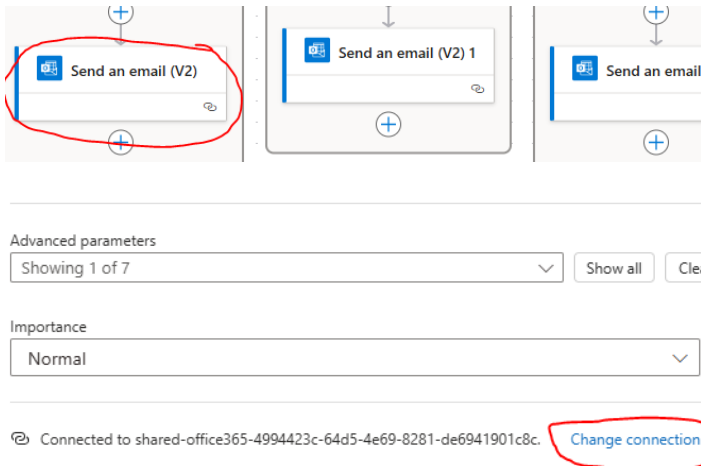 Send an email (V2)
Send an email (V2) 1
Send an email
Advanced parameters
Showing 1 of 7
Show all
Cle
Importance
Normal
Connected to shared-office365-4994423c-64d5-4e69-8281-de6941901c8c.
Change connection